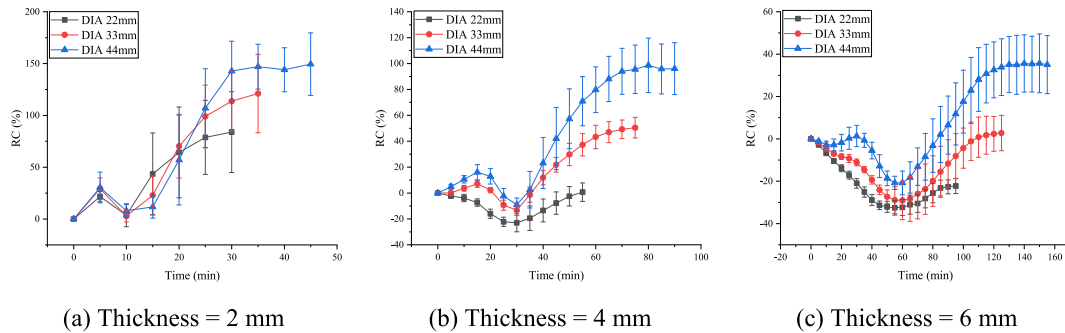 DIA 22mm
DIA 33mm
DIA 44mm
RC (%)
200
150
100
50
0
0 10 20 30 40 50
Time (min)
(a) Thickness = 2 mm
DIA 22mm
DIA 33mm
DIA 44mm
RC (%)
140
120
100
80
60
40
20
0
-20
-40
0 20 40 60 80 100
Time (min)
(b) Thickness = 4 mm
DIA 22mm
DIA 33mm
DIA 44mm
RC (%)
60
40
20
0
-20
-40
-20 0 20 40 60 80 100 120 140 160
Time (min)
(c) Thickness = 6 mm